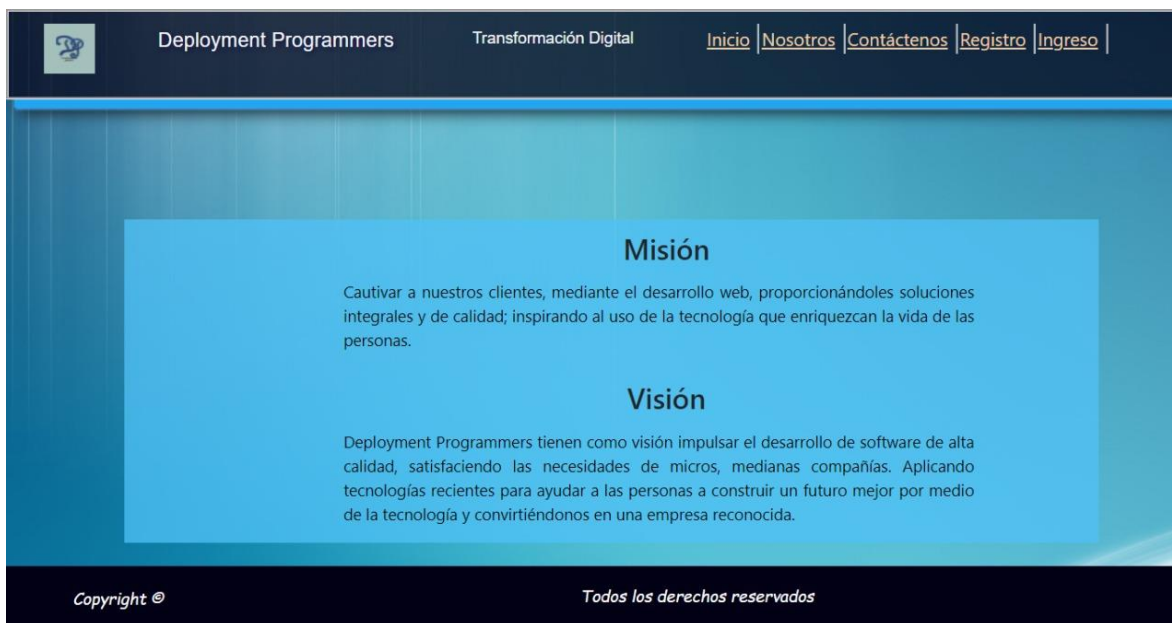 Deployment Programmers
Transformación Digital
Inicio |Nosotros |Contáctenos |Registro |Ingreso |
Misión
Cautivar a nuestros clientes, mediante el desarrollo web, proporcionándoles soluciones
integrales y de calidad; inspirando al uso de la tecnología que enriquezcan la vida de las
personas.
Visión
Deployment Programmers tienen como visión impulsar el desarrollo de software de alta
calidad, satisfaciendo las necesidades de micros, medianas compañías. Aplicando
tecnologías recientes para ayudar a las personas a construir un futuro mejor por medio
de la tecnología y convirtiéndonos en una empresa reconocida.
Copyright ©
Todos los derechos reservados